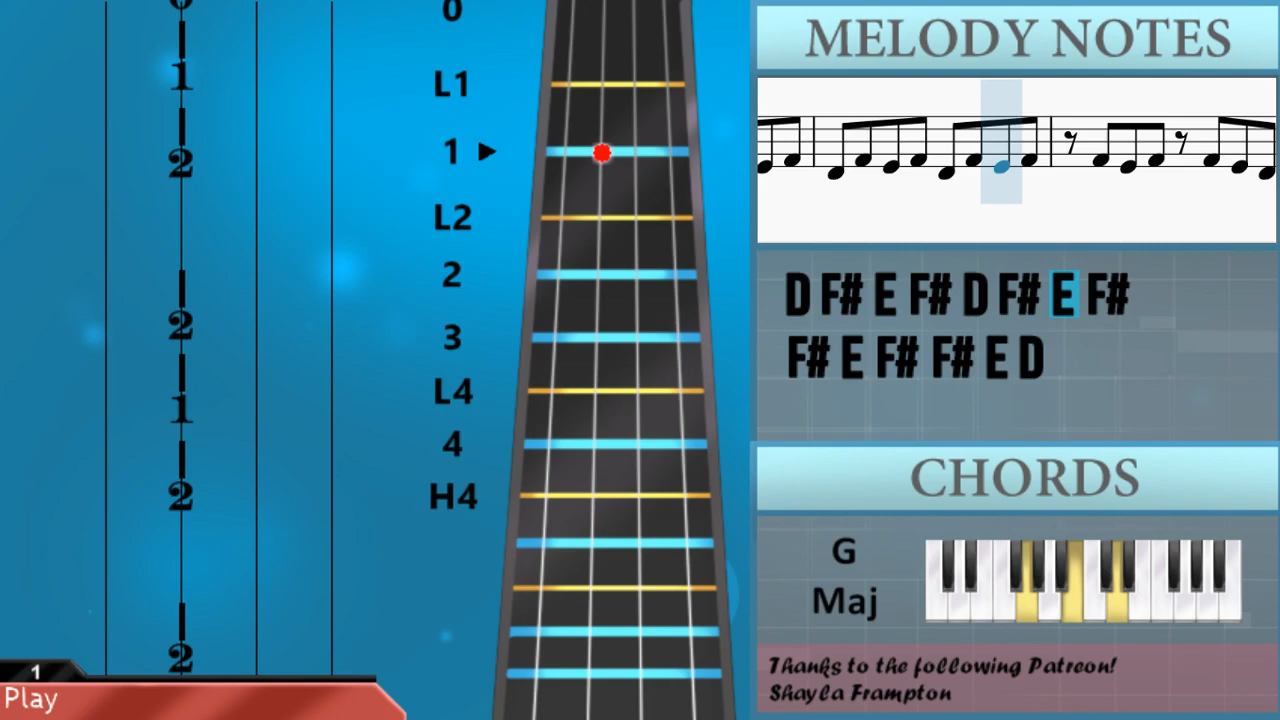 0
1
2
2
1
2
2
1
Play
0
L1
1 ►
L2
2
3
L4
4
H4
MELODY NOTES
D F# E F# D F# E F#
F# E F# F# E D
CHORDS
G
Maj
Thanks to the following Patreon!
Shayla Frampton